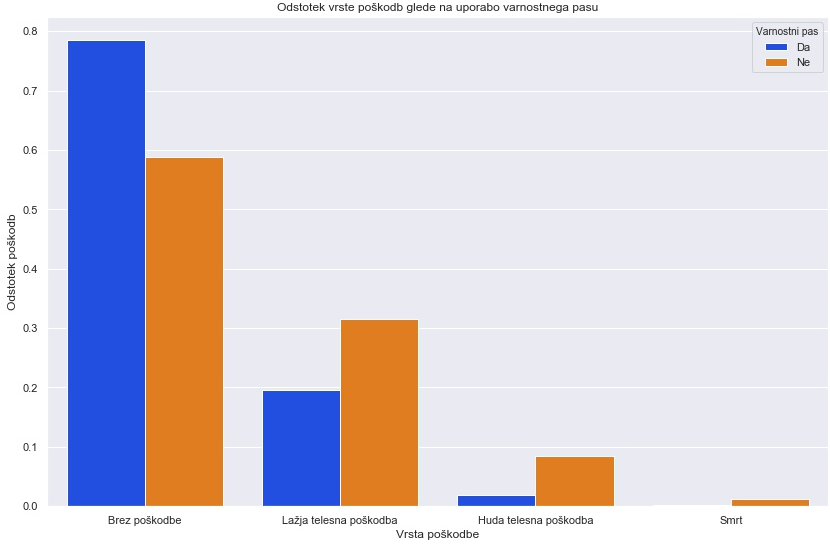 Odstotek vrste poškodb glede na uporabo varnostnega pasu
Varnostni pas
Da
Ne
Odstotek poškodb
0.8
0.7
0.6
0.5
0.4
0.3
0.2
0.1
0.0
Brez poškodbe
Lažja telesna poškodba
Huda telesna poškodba
Smrt
Vrsta poškodbe